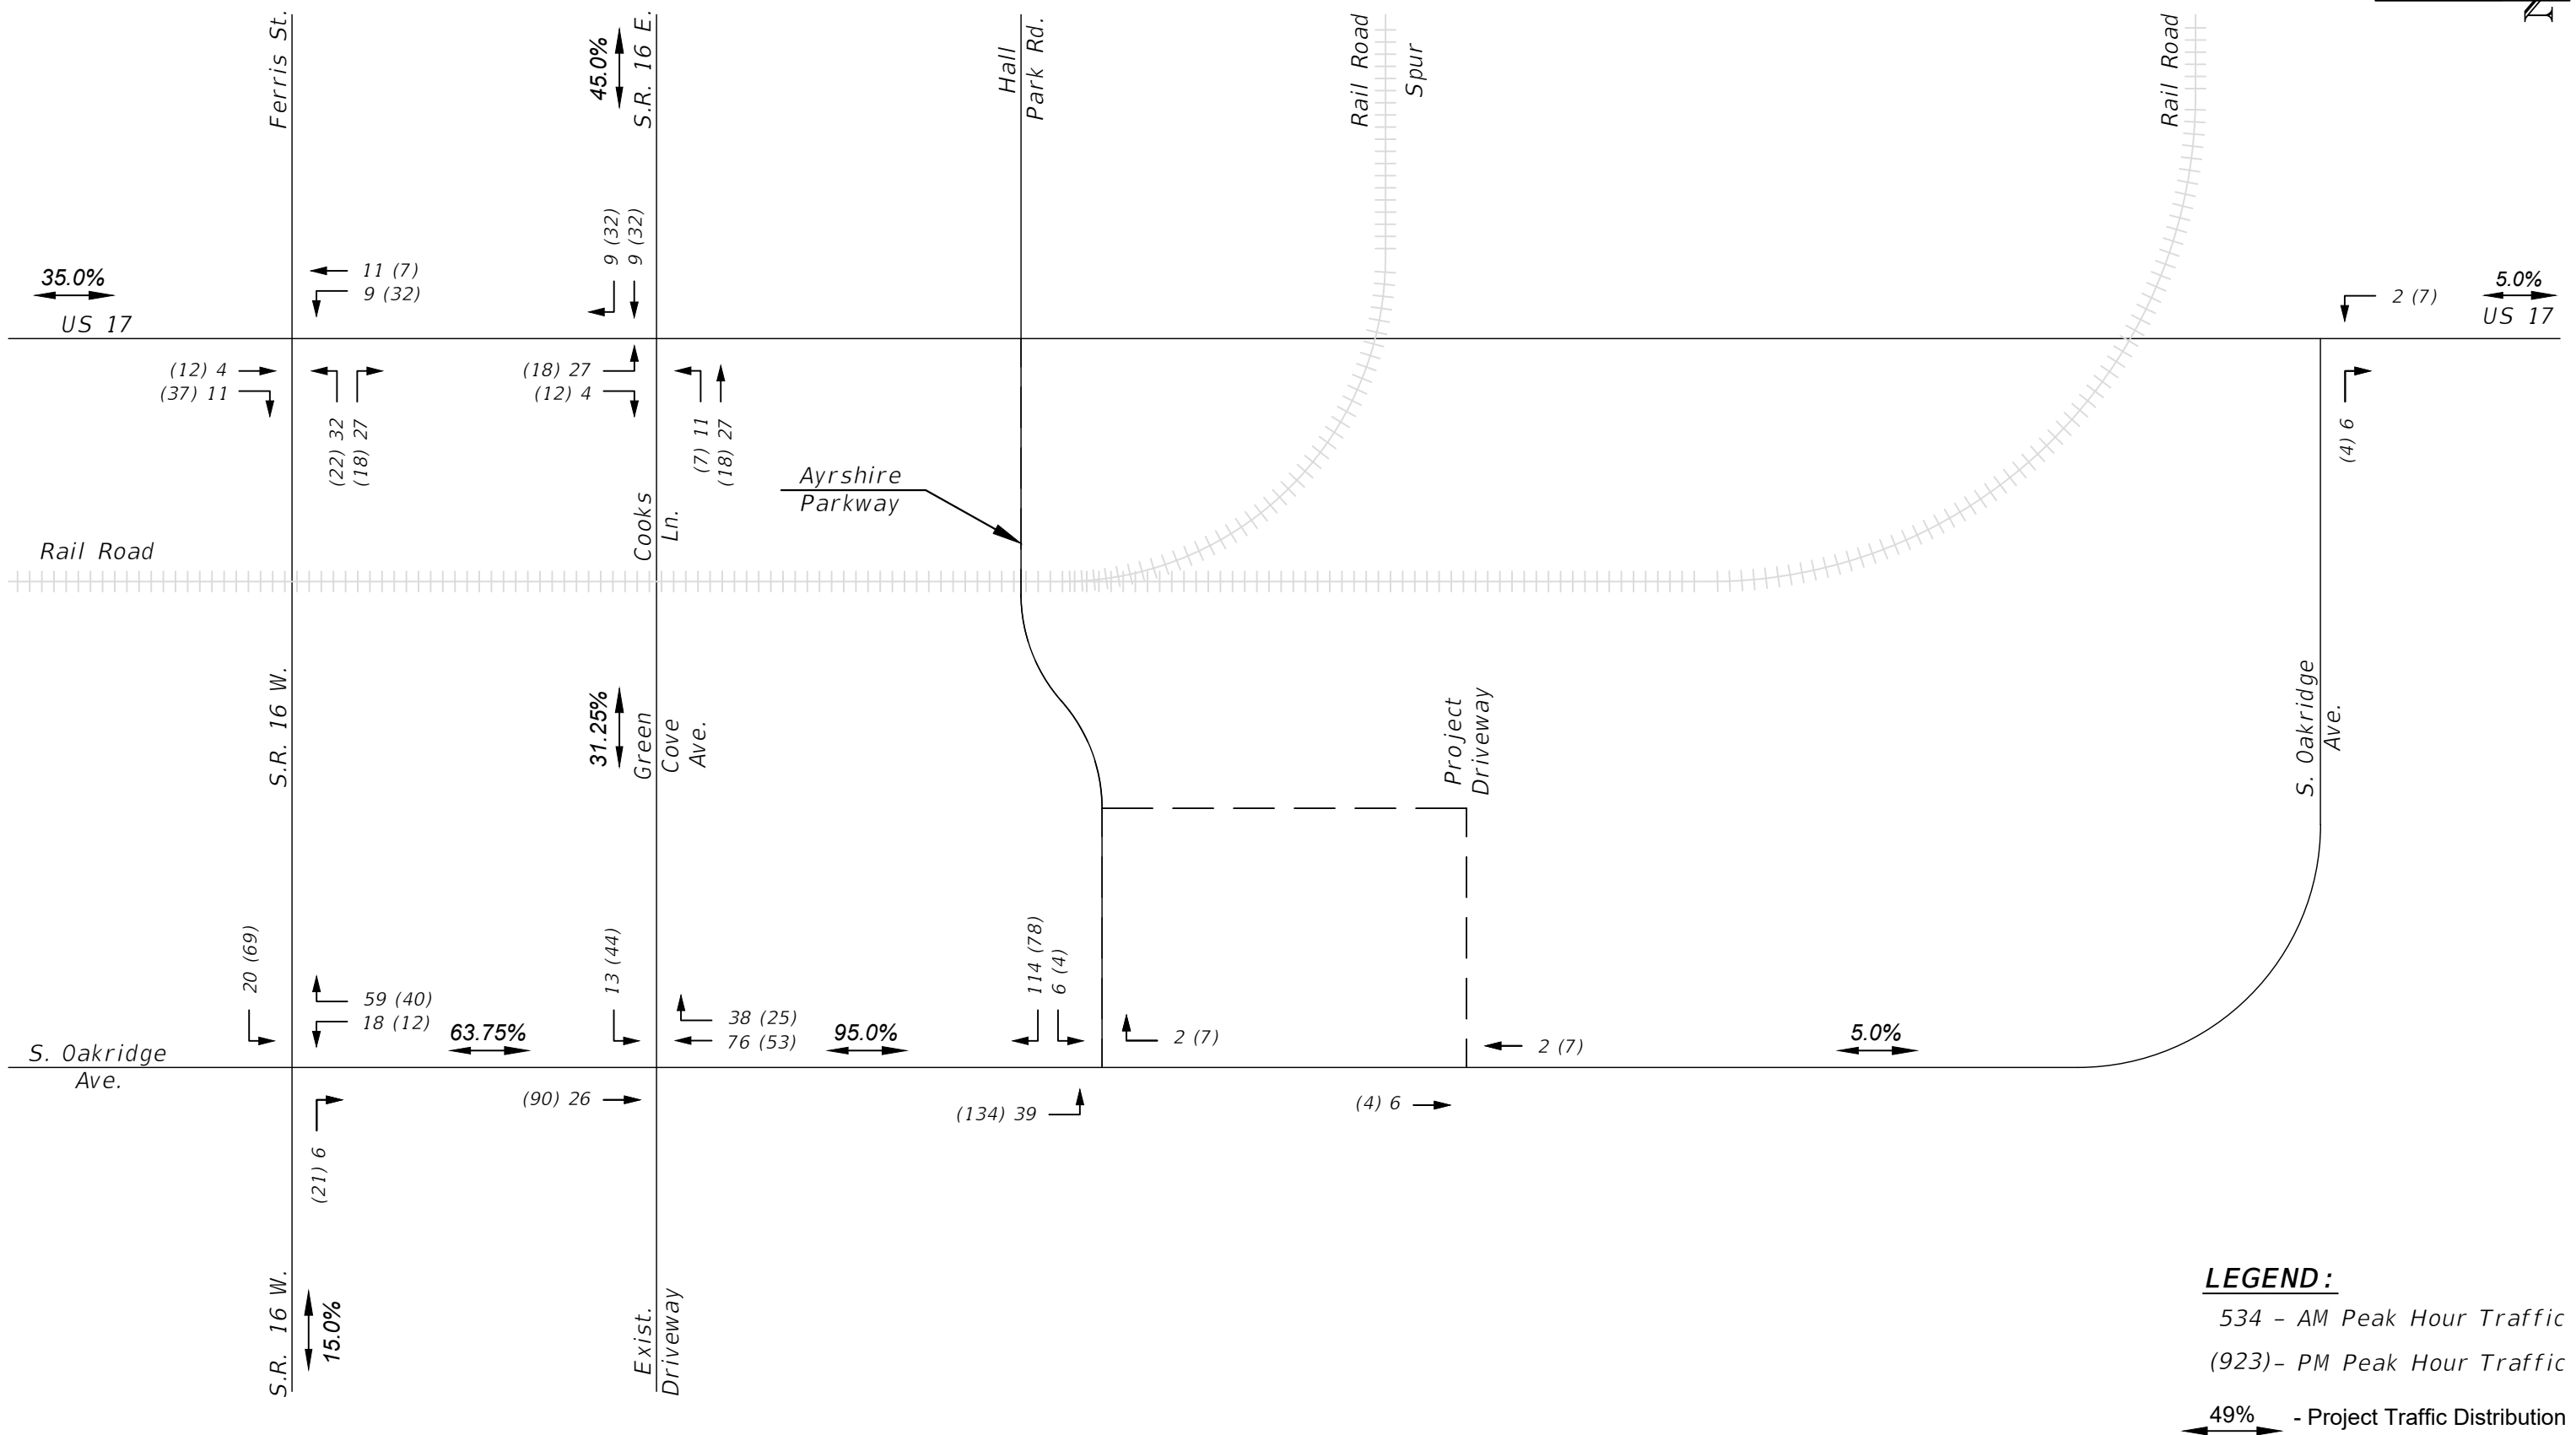 Ferris St.
45.0%
S.R. 16 E.
Hall
Park Rd.
Rail Road
Spur
Rail Road
N
35.0%
US 17
11 (7)
9 (32)
9 (32)
9 (32)
2 (7)
5.0%
US 17
(12) 4
(37) 11
(22) 32
(18) 27
(18) 27
(12) 4
(7) 11
(18) 27
(4) 6
Ayrshire
Parkway
Cooks
Ln.
Rail Road
S.R. 16 W.
31.25%
Green
Cove
Ave.
Project
Driveway
S. Oakridge
Ave.
20 (69)
59 (40)
18 (12)
63.75%
13 (44)
38 (25)
76 (53)
95.0%
114 (78)
6 (4)
2 (7)
2 (7)
5.0%
S. Oakridge
Ave.
(21) 6
(90) 26
(134) 39
(4) 6
S.R. 16 W.
15.0%
Exist.
Driveway
LEGEND:
534 – AM Peak Hour Traffic
(923)– PM Peak Hour Traffic
49% - Project Traffic Distribution